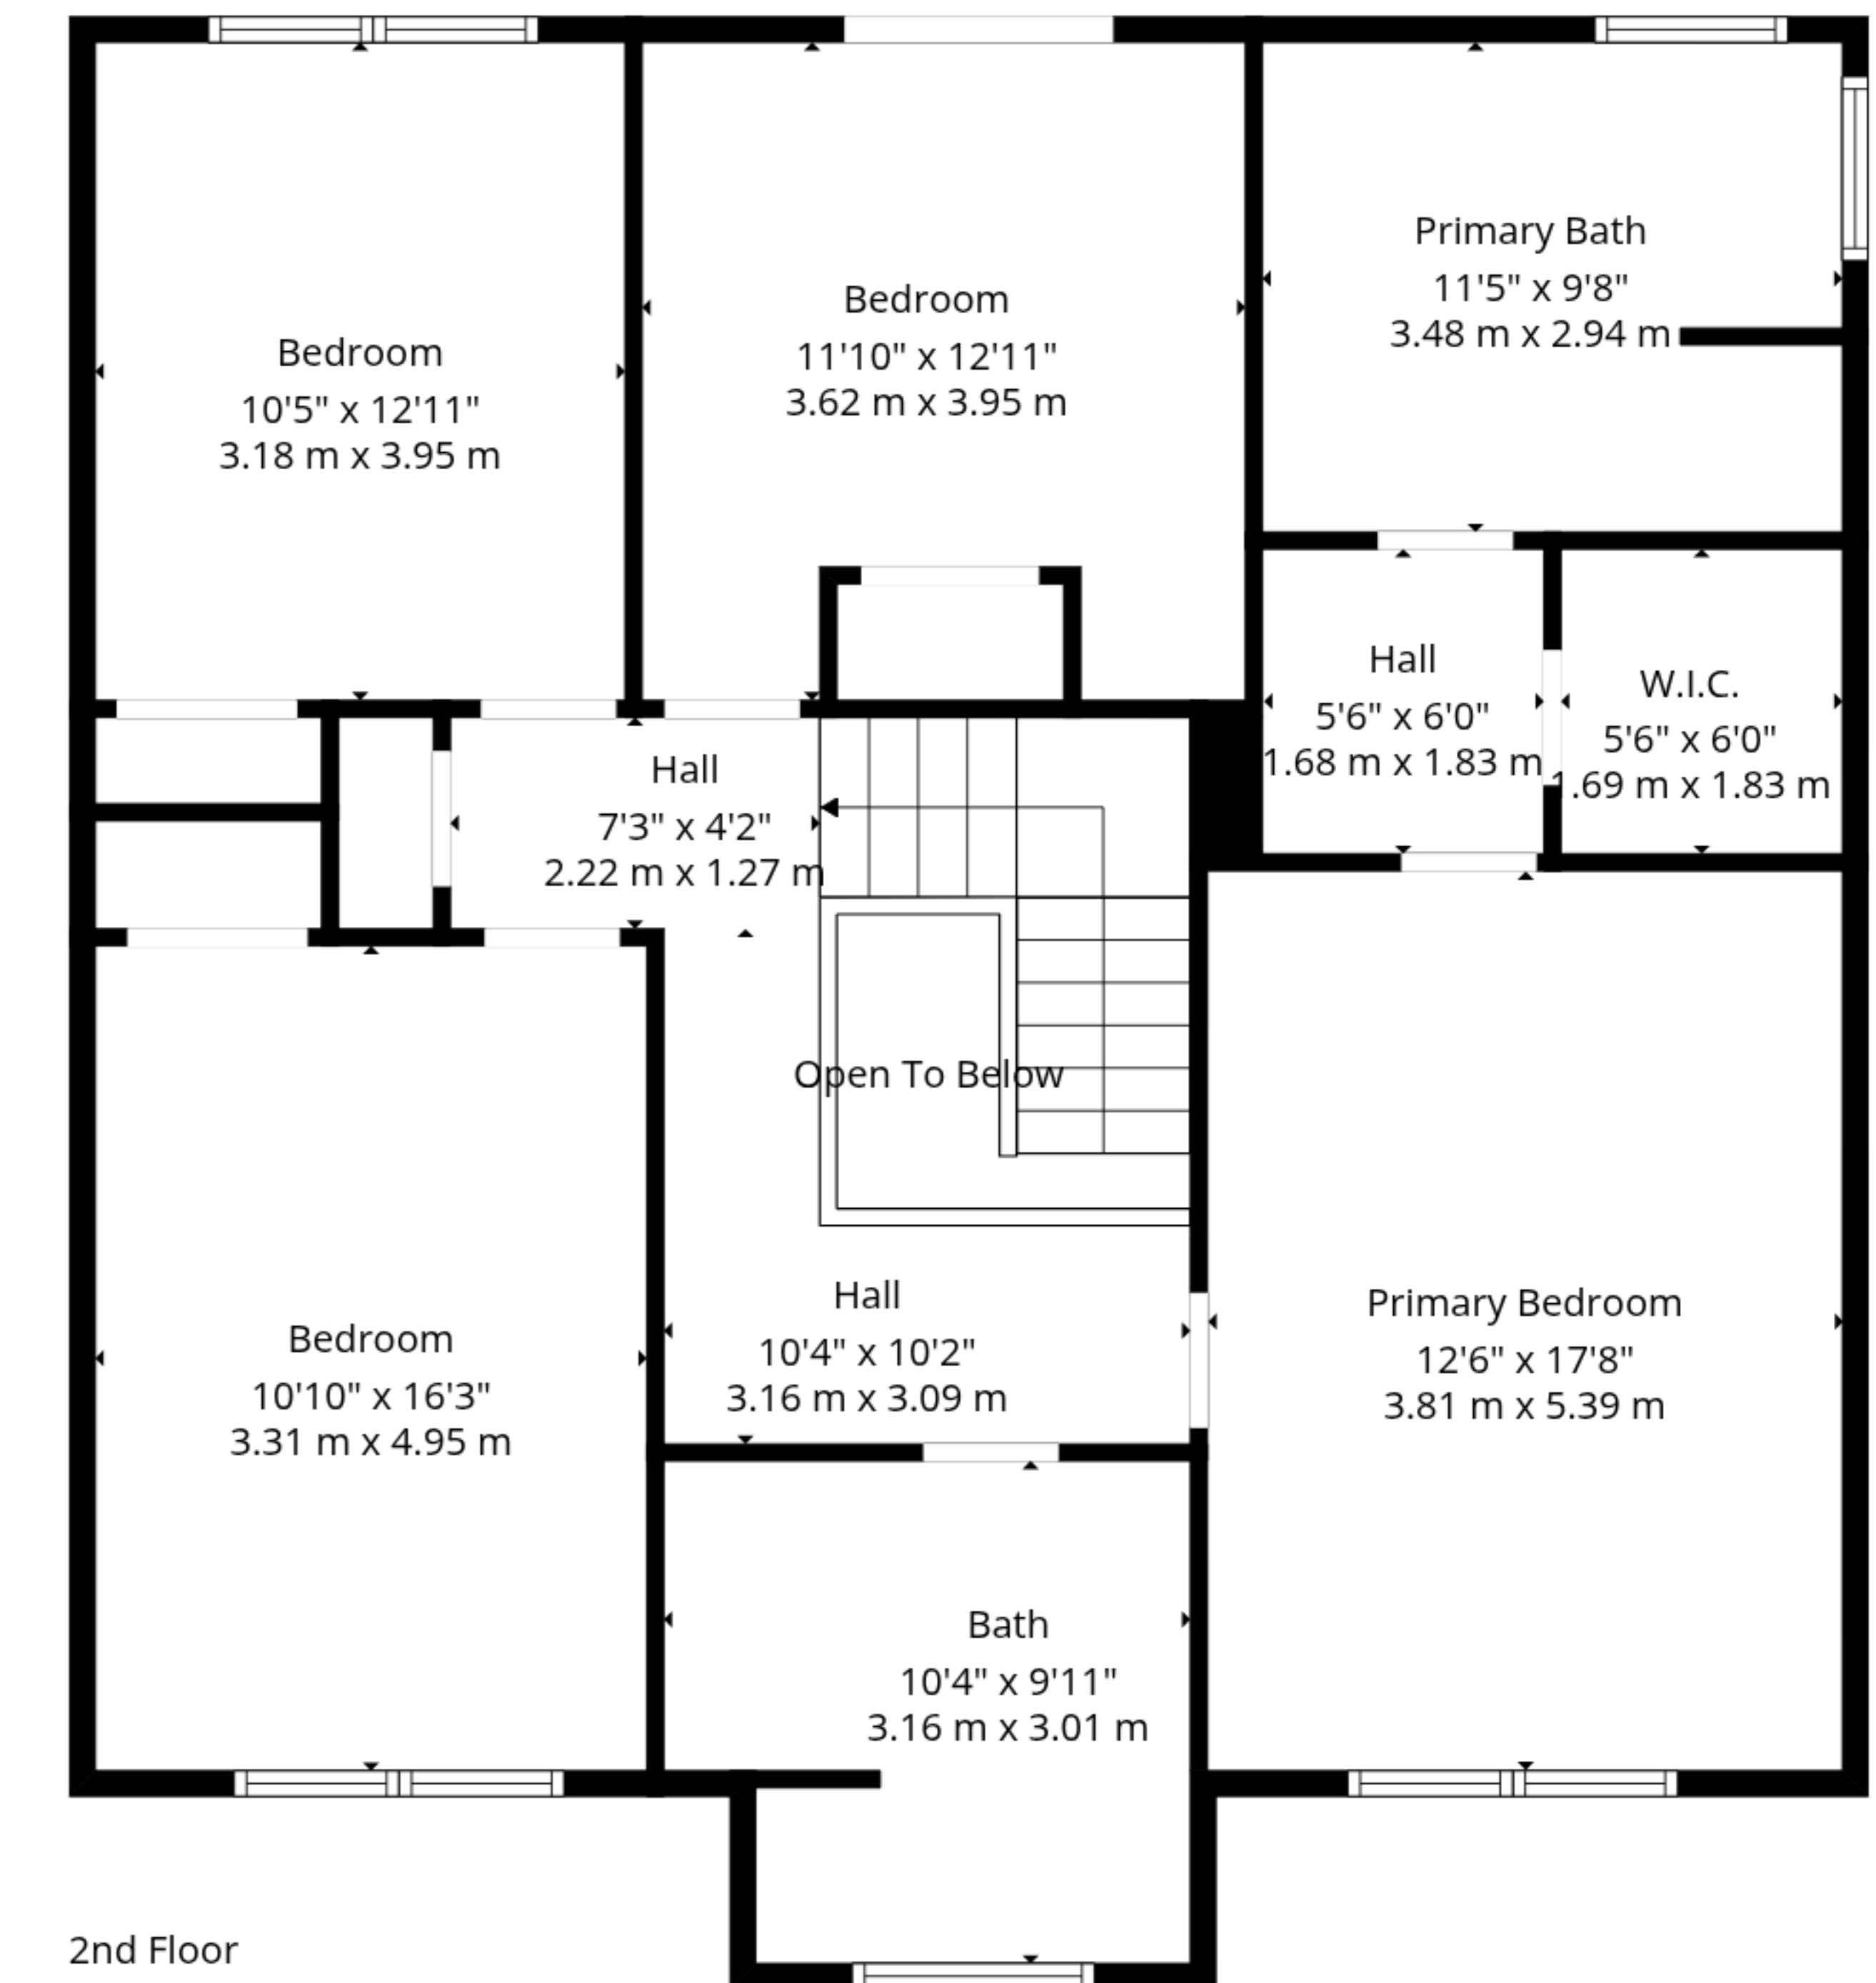 Primary Bath
11'5" x 9'8"
3.48 m x 2.94 m
Bedroom
11'10" x 12'11"
3.62 m x 3.95 m
Bedroom
10'5" x 12'11"
3.18 m x 3.95 m
Hall
5'6" x 6'0"
1.68 m x 1.83 m
W.I.C.
5'6" x 6'0"
1.69 m x 1.83 m
Hall
7'3" x 4'2"
2.22 m x 1.27 m
Open To Below
Hall
10'4" x 10'2"
3.16 m x 3.09 m
Primary Bedroom
12'6" x 17'8"
3.81 m x 5.39 m
Bedroom
10'10" x 16'3"
3.31 m x 4.95 m
Bath
10'4" x 9'11"
3.16 m x 3.01 m
2nd Floor